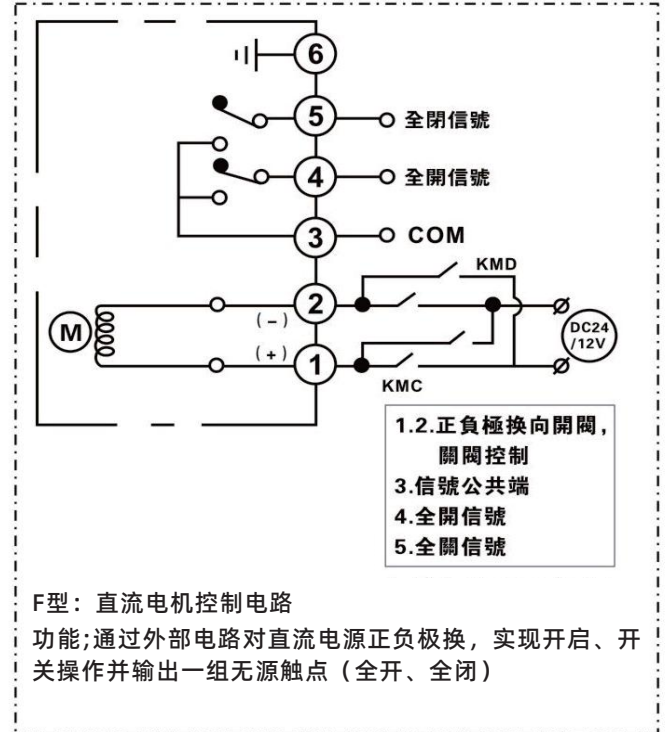 6
5
全閉信號
4
全開信號
3
COM
KMD
2
(-)
M
DC24
/12V
(+)
1
KMC
1.2.正負極换向開閥，
關閥控制
3.信號公共端
4.全開信號
5.全關信號
F型：直流电机控制电路
功能;通过外部电路对直流电源正负极换，实现开启、开
关操作并输出一组无源触点（全开、全闭）